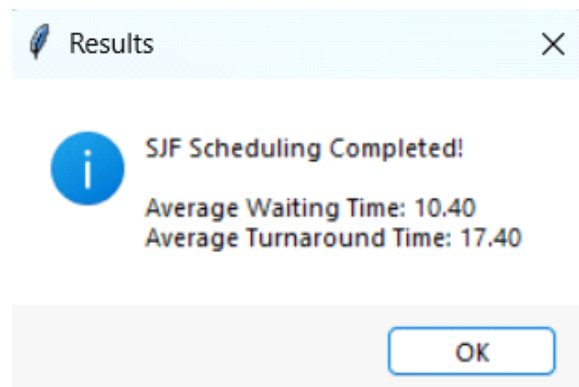 Results
SJF Scheduling Completed!
Average Waiting Time: 10.40
Average Turnaround Time: 17.40
OK